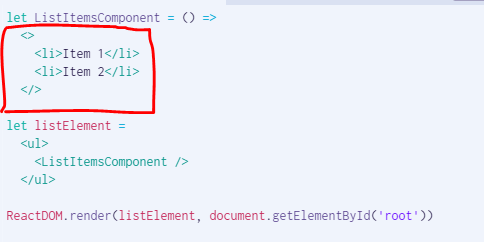 let ListItemsComponent = () =>
  <>
    <li>Item 1</li>
    <li>Item 2</li>
  </>
let listElement =
  <ul>
    <ListItemsComponent />
  </ul>
ReactDOM.render(listElement, document.getElementById('root'))